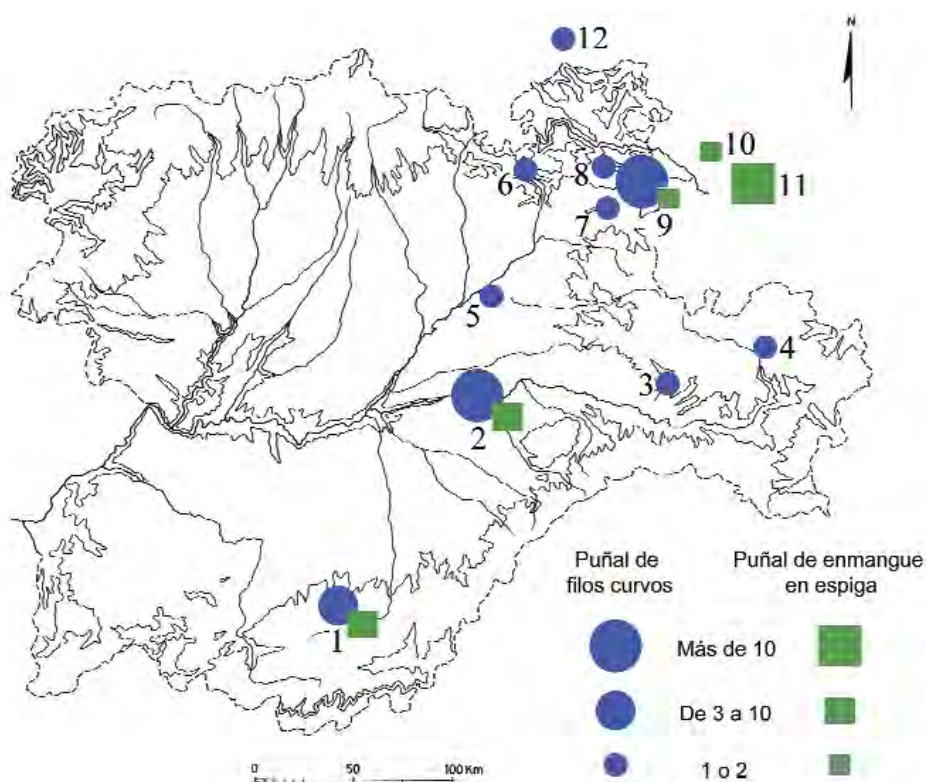 N
12
10
11
8
6
9
7
5
4
3
2
1
Puñal de
filos curvos
Puñal de enmangue
en espiga
Más de 10
De 3 a 10
1 o 2
0 50 100 Km